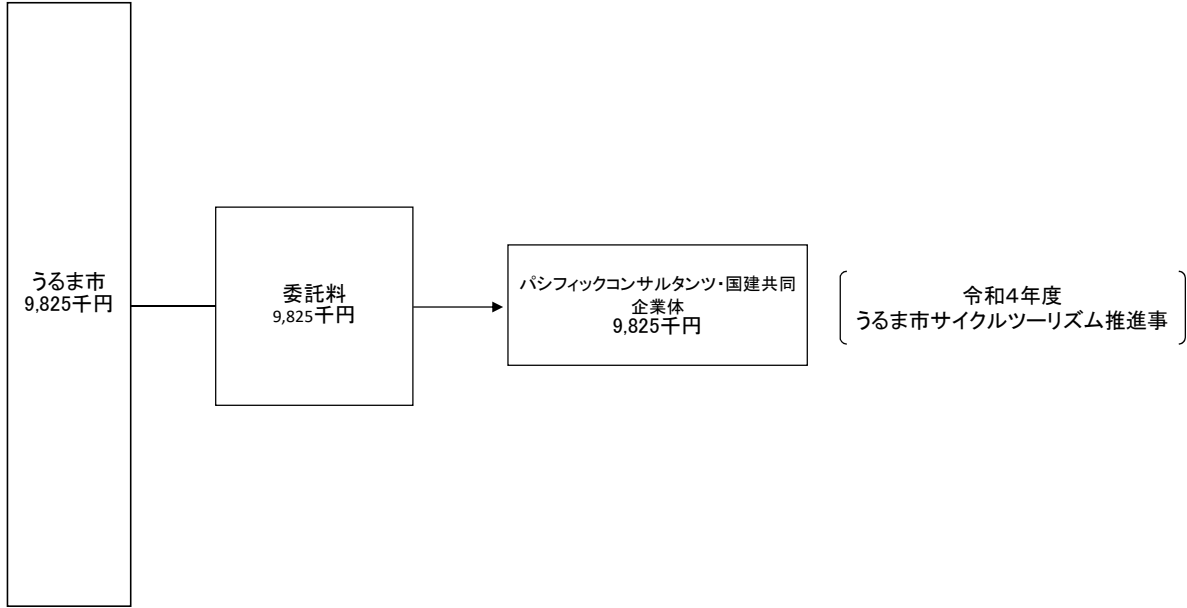 うるま市
9,825千円
委託料
9,825千円
パシフィックコンサルタンツ・国建共同
企業体
9,825千円
令和4年度
うるま市サイクルツーリズム推進事